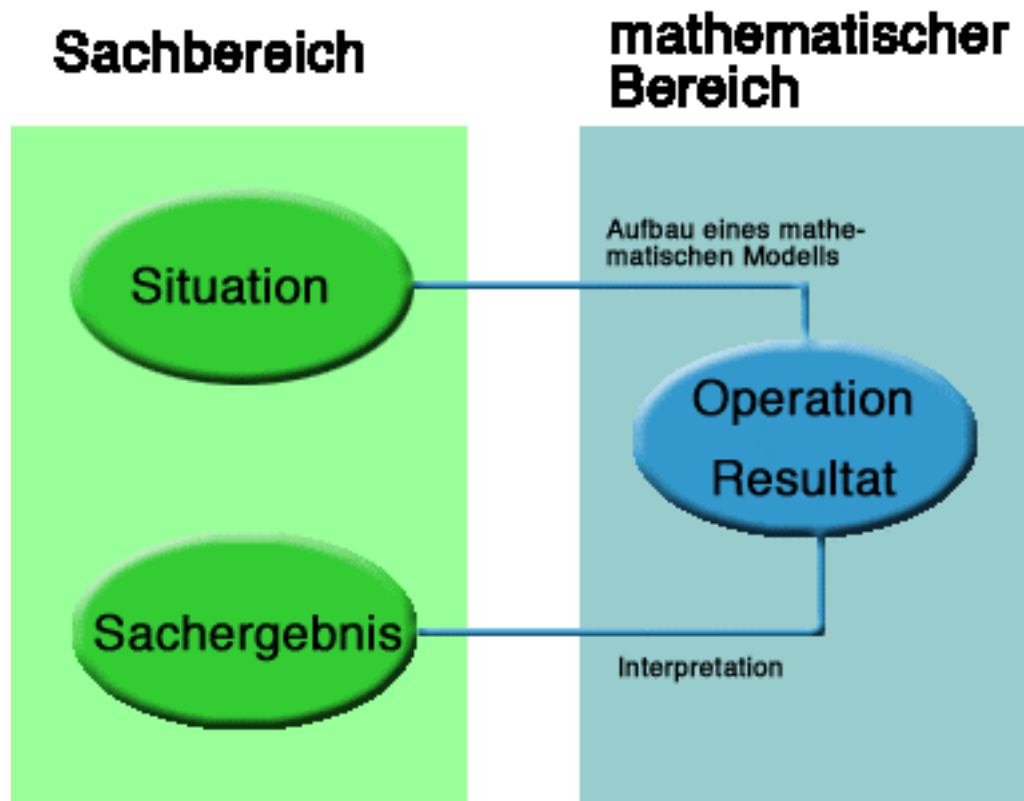 Sachbereich
mathematischer
Bereich
Aufbau eines mathe-
matischen Modells
Situation
Operation
Resultat
Sachergebnis
Interpretation